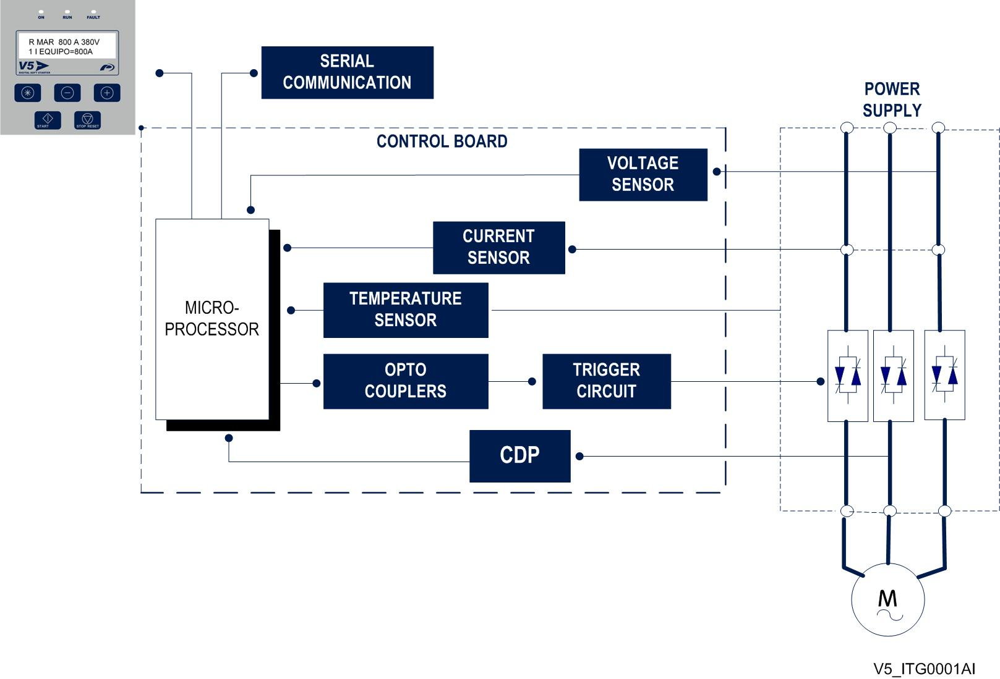 ON RUN FAULT
R MAR 800 A 380V
1 I EQUIPO=800A
V5
DIGITAL SOFT STARTER
START
STOP RESET
SERIAL
COMMUNICATION
POWER
SUPPLY
CONTROL BOARD
VOLTAGE
SENSOR
CURRENT
SENSOR
TEMPERATURE
SENSOR
MICRO-
PROCESSOR
OPTO
COUPLERS
TRIGGER
CIRCUIT
CDP
M
V5_ITG0001AI